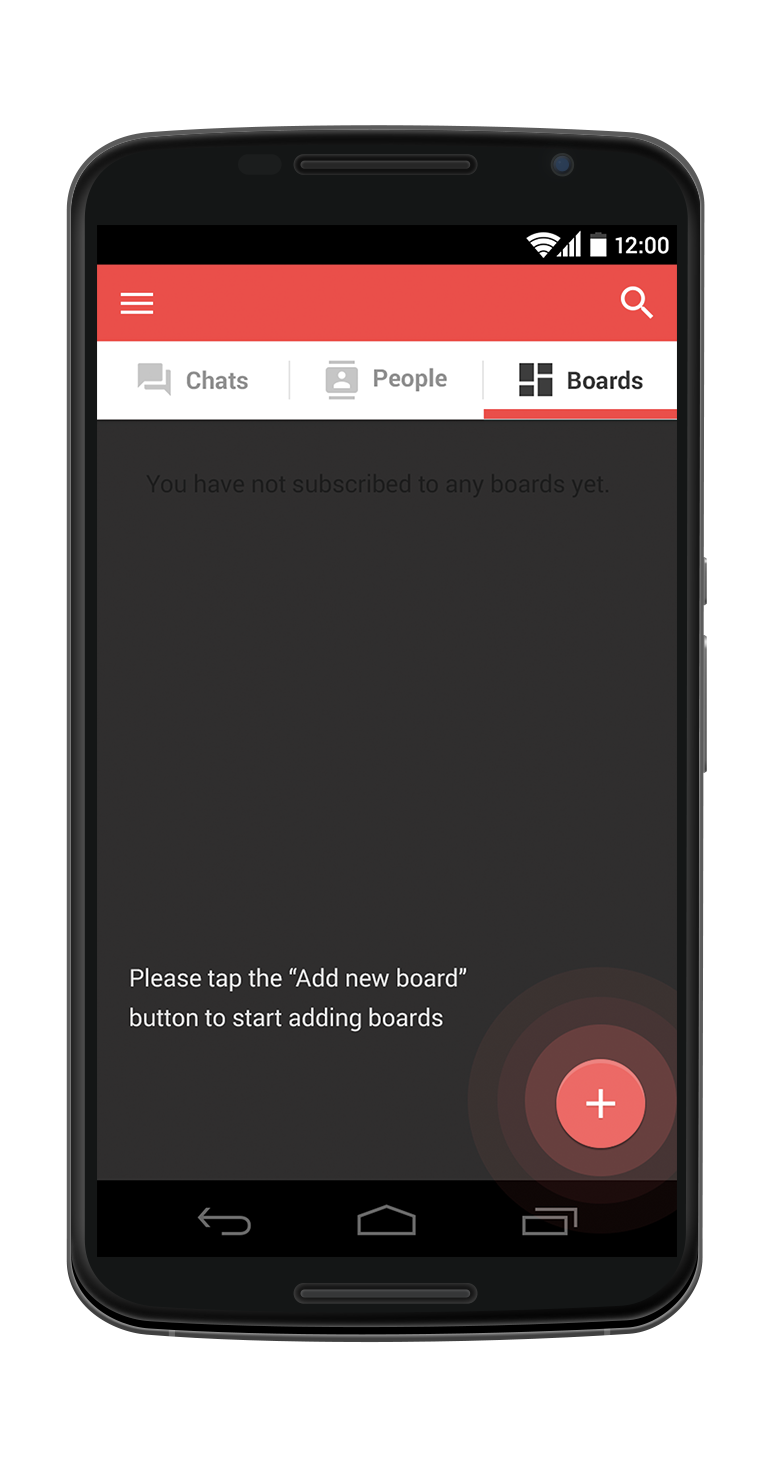 12:00
Chats People Boards
You have not subscribed to any boards yet.
Please tap the “Add new board”
button to start adding boards